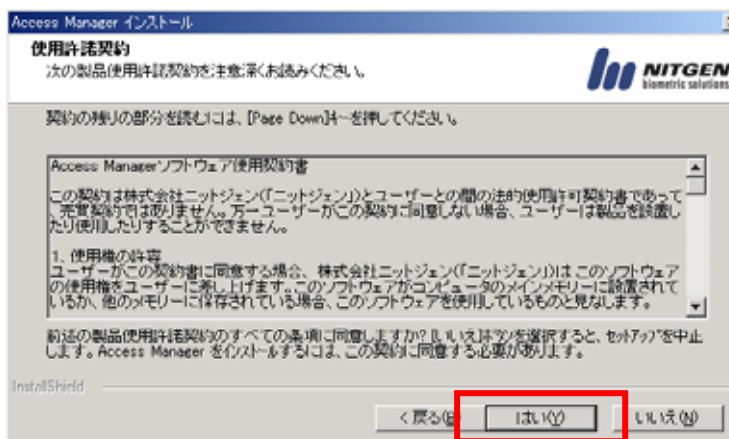 Access Manager インストール
使用許諾契約
次の製品使用許諾契約を注意深くお読みください。
NITGEN
biometric solutions
契約の残りの部分を読むには、[Page Down]キーを押してください。
Access Managerソフトウェア使用契約書
この契約は株式会社ニットジェン(「ニットジェン」)とユーザーとの間の法的使用許可契約書であって
、売買契約ではありません。万一ユーザーがこの契約に同意しない場合、ユーザーは製品を設置し
たり使用したりすることができません。
1. 使用権の許容
ユーザーがこの契約書に同意する場合、株式会社ニットジェン(「ニットジェン」)は このソフトウェア
の使用権をユーザーに差し上げます。このソフトウェアがコンピュータのメインメモリーに設置されて
いるか、他のメモリーに保存されている場合、このソフトウェアを使用しているものと見なします。
前述の製品使用許諾契約のすべての条項に同意しますか? [いいえ]ボタンを選択すると、セットアップを中止
します。Access Manager をインストールするには、この契約に同意する必要があります。
InstallShield
< 戻る(B) はい(Y) いいえ(N)